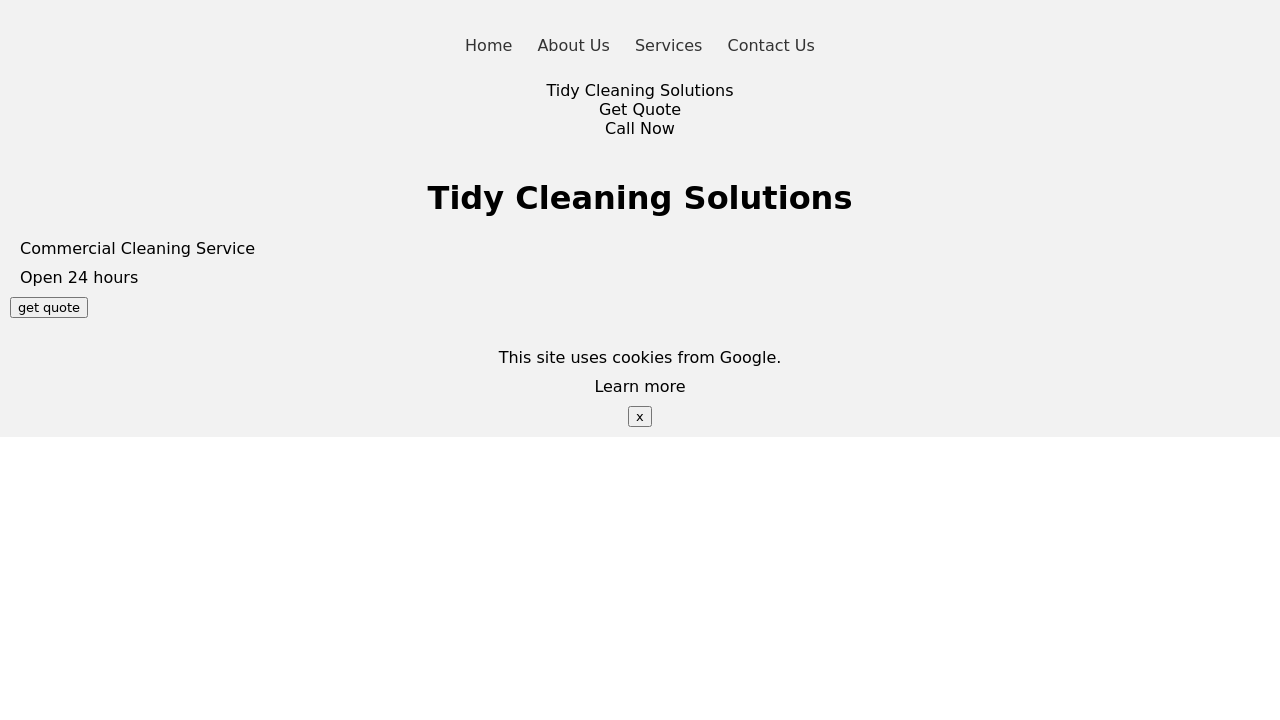 Home About Us Services Contact Us
Tidy Cleaning Solutions
Get Quote
Call Now
Tidy Cleaning Solutions
Commercial Cleaning Service
Open 24 hours
get quote
This site uses cookies from Google.
Learn more
x